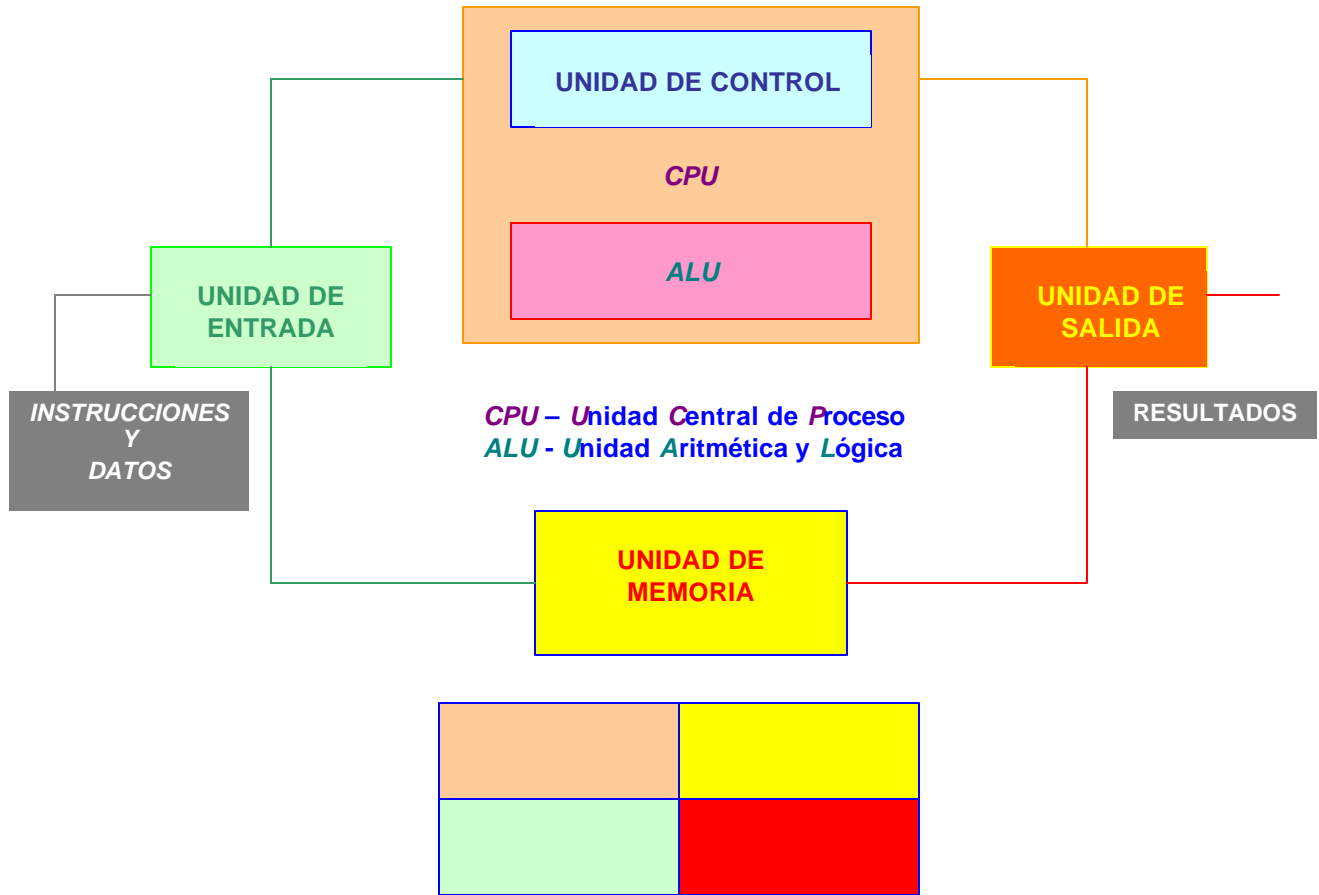 UNIDAD DE CONTROL
CPU
ALU
UNIDAD DE
ENTRADA
UNIDAD DE
SALIDA
INSTRUCCIONES
Y
DATOS
CPU – Unidad Central de Proceso
ALU - Unidad Aritmética y Lógica
RESULTADOS
UNIDAD DE
MEMORIA